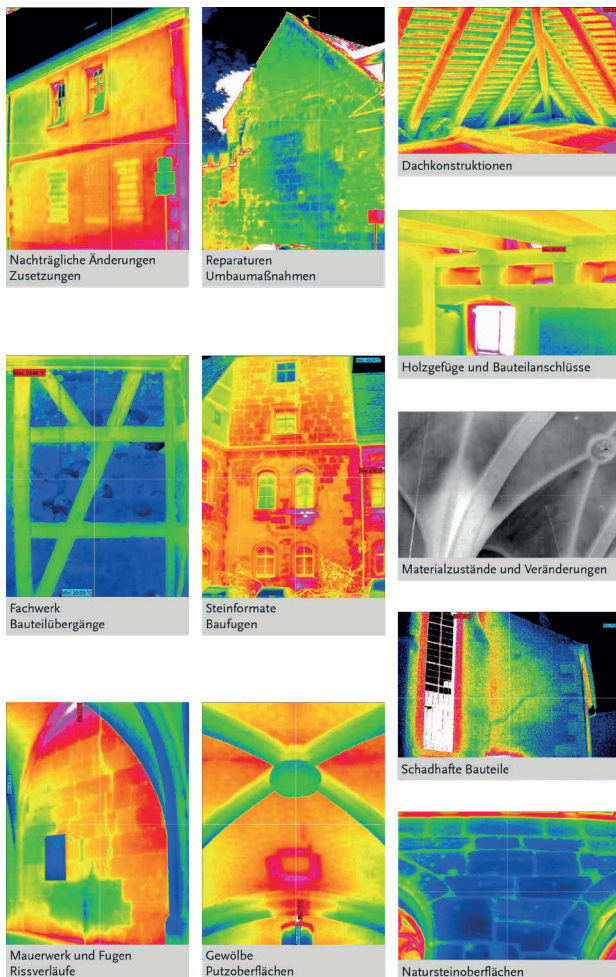 Nachträgliche Änderungen
Zusetzungen
Reparaturen
Umbaumaßnahmen
Dachkonstruktionen
Holzgefüge und Bauteilanschlüsse
Fachwerk
Bauteilübergänge
Steinformate
Baufugen
Materialzustände und Veränderungen
Schadhafte Bauteile
Mauerwerk und Fugen
Rissverläufe
Gewölbe
Putzoberflächen
Natursteinoberflächen